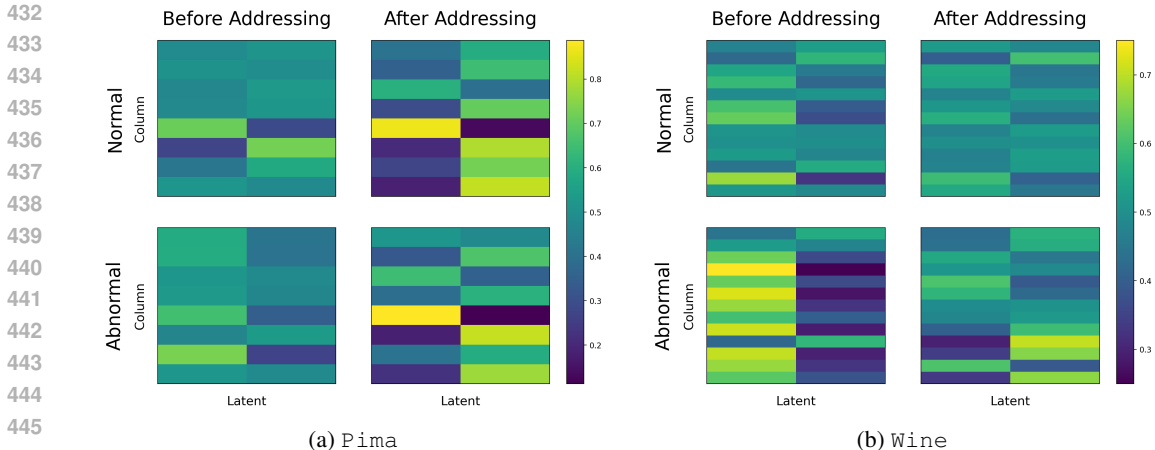 432
433
434
435
436
437
438
439
440
441
442
443
444
445
Before Addressing
After Addressing
Normal
Column
Abnormal
Column
Latent
Latent
0.8
0.7
0.6
0.5
0.4
0.3
0.2
(a) Pima
Before Addressing
After Addressing
Normal
Column
Abnormal
Column
Latent
Latent
0.7
0.6
0.5
0.4
0.3
(b) Wine